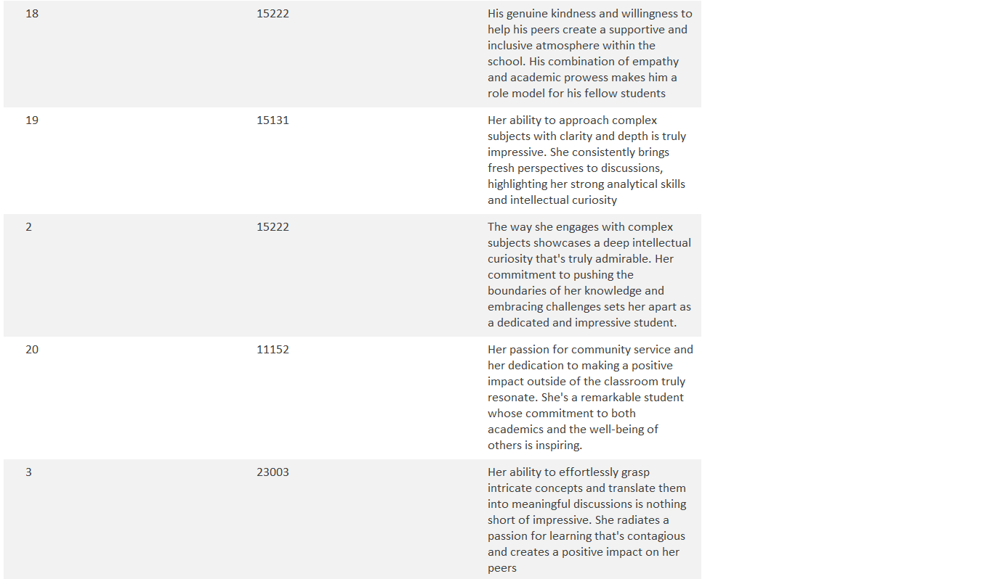 18 15222 His genuine kindness and willingness to
help his peers create a supportive and
inclusive atmosphere within the
school. His combination of empathy
and academic prowess makes him a
role model for his fellow students
19 15131 Her ability to approach complex
subjects with clarity and depth is truly
impressive. She consistently brings
fresh perspectives to discussions,
highlighting her strong analytical skills
and intellectual curiosity
2 15222 The way she engages with complex
subjects showcases a deep intellectual
curiosity that's truly admirable. Her
commitment to pushing the
boundaries of her knowledge and
embracing challenges sets her apart as
a dedicated and impressive student.
20 11152 Her passion for community service and
her dedication to making a positive
impact outside of the classroom truly
resonate. She's a remarkable student
whose commitment to both
academics and the well-being of
others is inspiring.
3 23003 Her ability to effortlessly grasp
intricate concepts and translate them
into meaningful discussions is nothing
short of impressive. She radiates a
passion for learning that's contagious
and creates a positive impact on her
peers